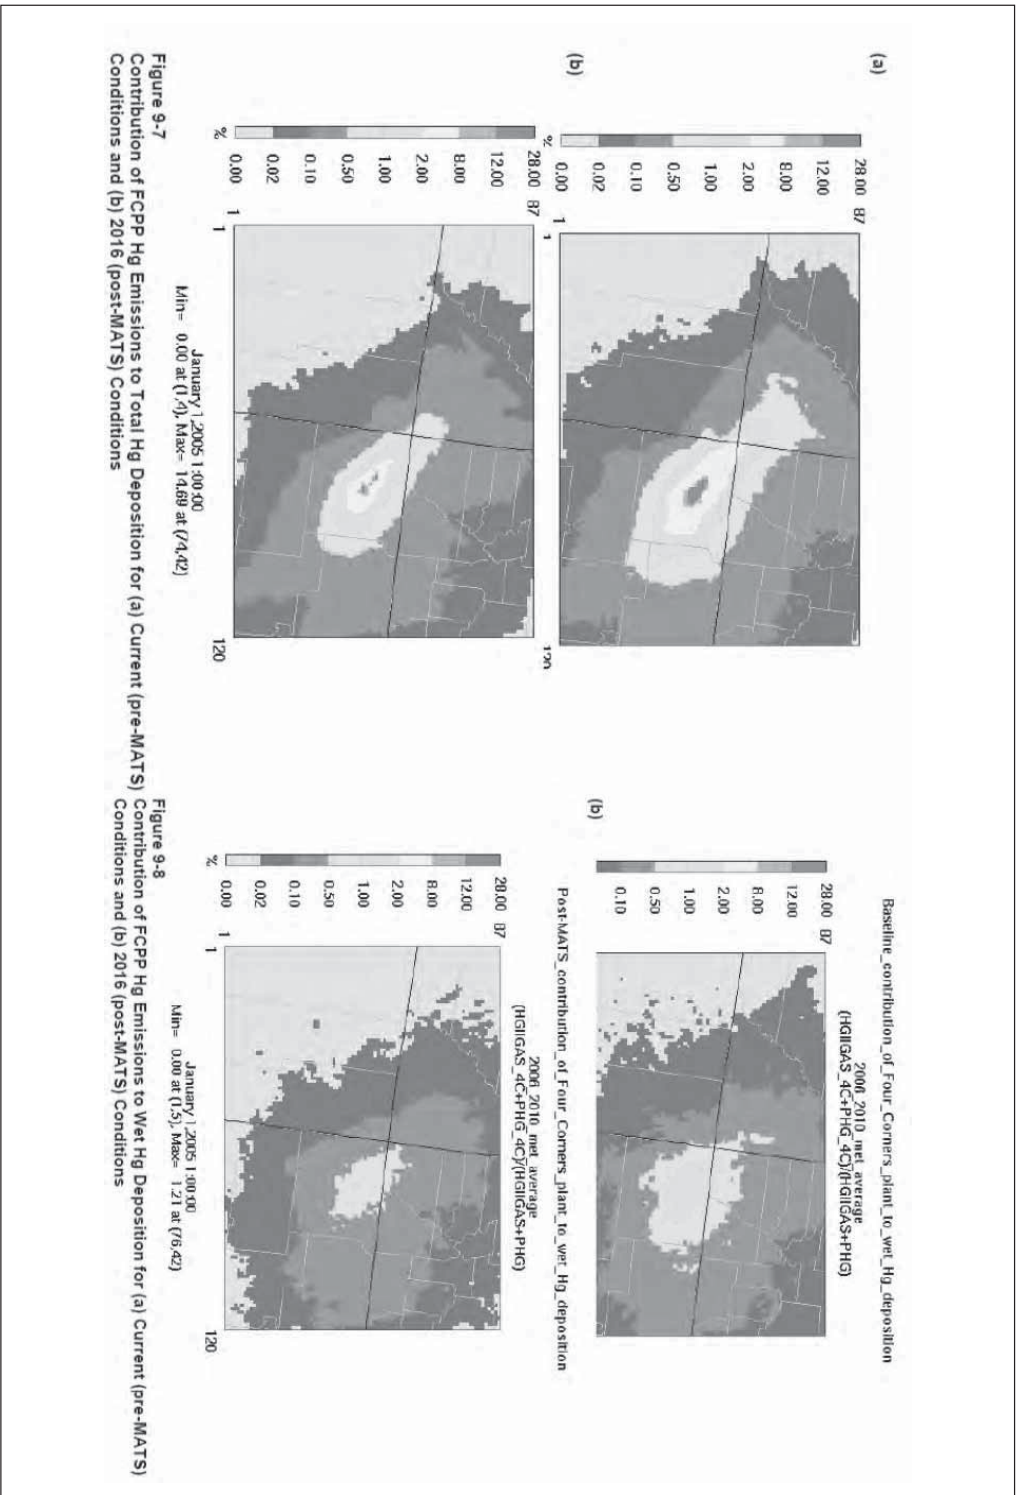 (a)
28.00 87
12.00
8.00
2.00
1.00
0.50
0.10
0.02
0.00
1
%
1
(b)
28.00 87
12.00
8.00
2.00
1.00
0.50
0.10
0.02
0.00
1
%
1
120
January 1,2005 1:00:00
Min= 0.00 at (1,4), Max= 14.69 at (74,42)
Figure 9-7
Contribution of FCPP Hg Emissions to Total Hg Deposition for (a) Current (pre-MATS)
Conditions and (b) 2016 (post-MATS) Conditions
Baseline_contribution_of_Four_Corners_plant_to_wet_Hg_deposition
2006_2010_met_average
(HGIIGAS_4C+PHG_4C)/(HGIIGAS+PHG)
28.00 87
12.00
8.00
2.00
1.00
0.50
0.10
(b)
Post-MATS_contribution_of_Four_Corners_plant_to_wet_Hg_deposition
2006_2010_met_average
(HGIIGAS_4C+PHG_4C)/(HGIIGAS+PHG)
28.00 87
12.00
8.00
2.00
1.00
0.50
0.10
0.02
0.00
1
%
1
120
January 1,2005 1:00:00
Min= 0.00 at (1,5), Max= 1.21 at (76,42)
Figure 9-8
Contribution of FCPP Hg Emissions to Wet Hg Deposition for (a) Current (pre-MATS)
Conditions and (b) 2016 (post-MATS) Conditions